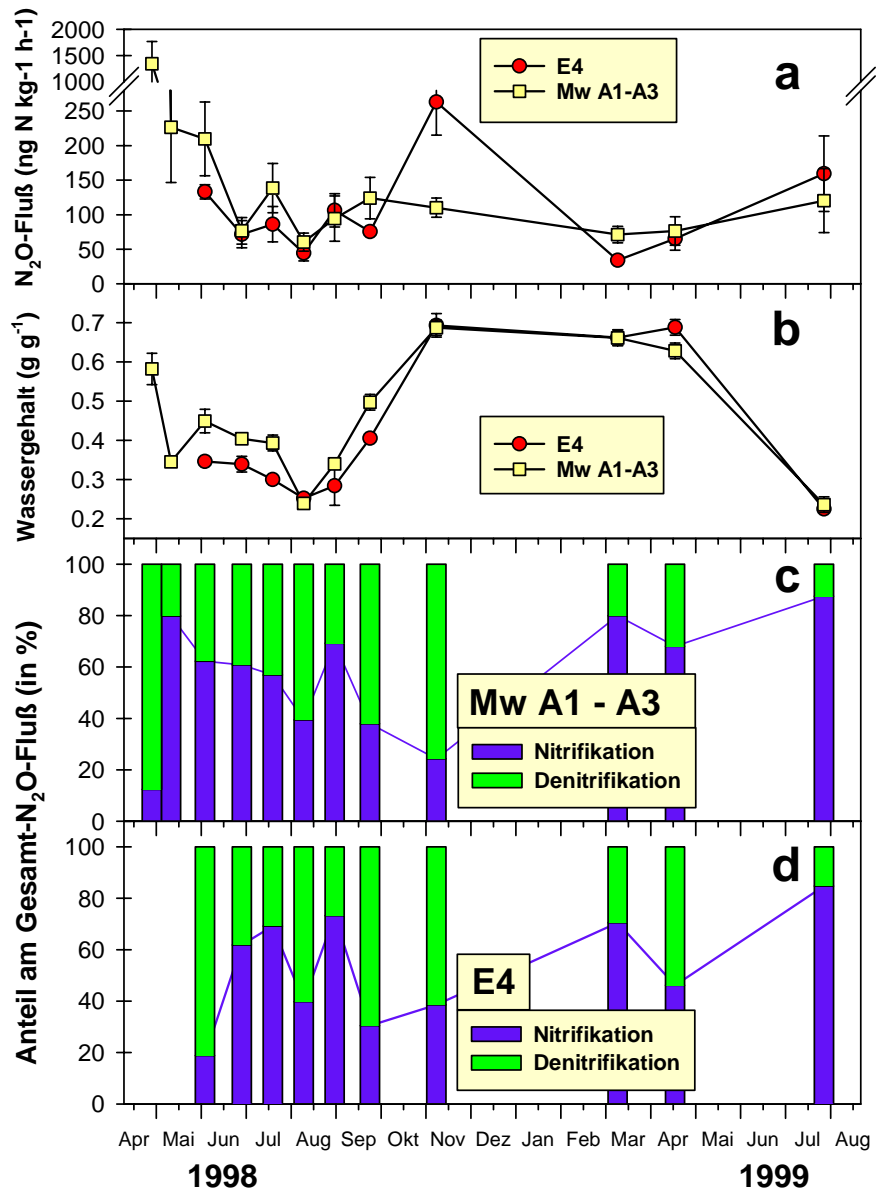 N2O-Fluß (ng N kg-1 h-1)
2000
1500
1000
250
200
150
100
50
0
E4
Mw A1-A3
a
Wassergehalt (g g-1)
0.7
0.6
0.5
0.4
0.3
0.2
E4
Mw A1-A3
b
Anteil am Gesamt-N2O-Fluß (in %)
100
80
60
40
20
0
c
Mw A1 - A3
Nitrifikation
Denitrifikation
100
80
60
40
20
0
d
E4
Nitrifikation
Denitrifikation
Apr Mai Jun Jul Aug Sep Okt Nov Dez Jan Feb Mar Apr Mai Jun Jul Aug
1998 1999